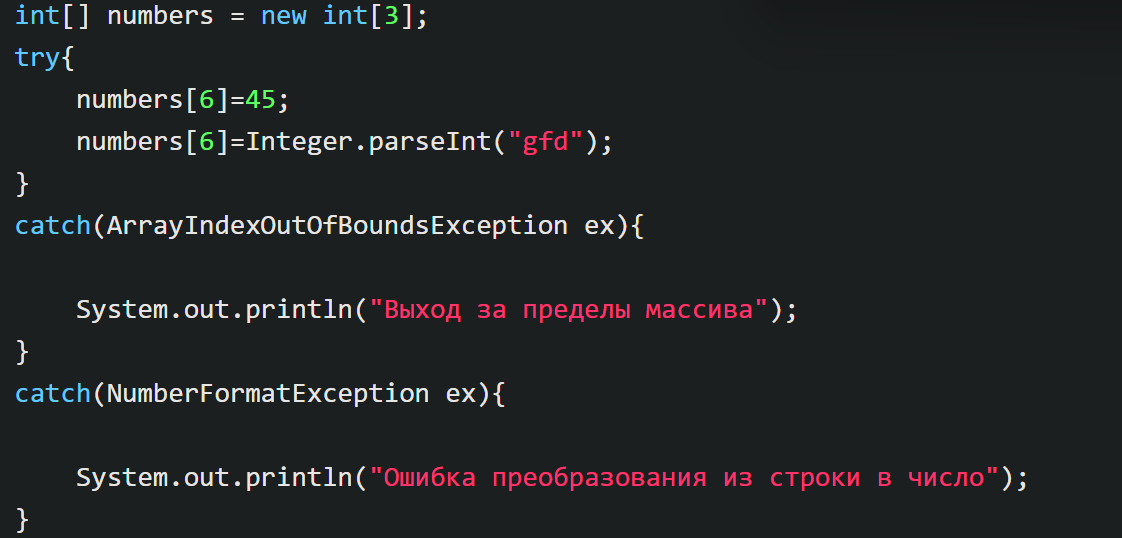 int[] numbers = new int[3];
try{
    numbers[6]=45;
    numbers[6]=Integer.parseInt("gfd");
}
catch(ArrayIndexOutOfBoundsException ex){
    System.out.println("Выход за пределы массива");
}
catch(NumberFormatException ex){
    System.out.println("Ошибка преобразования из строки в число");
}